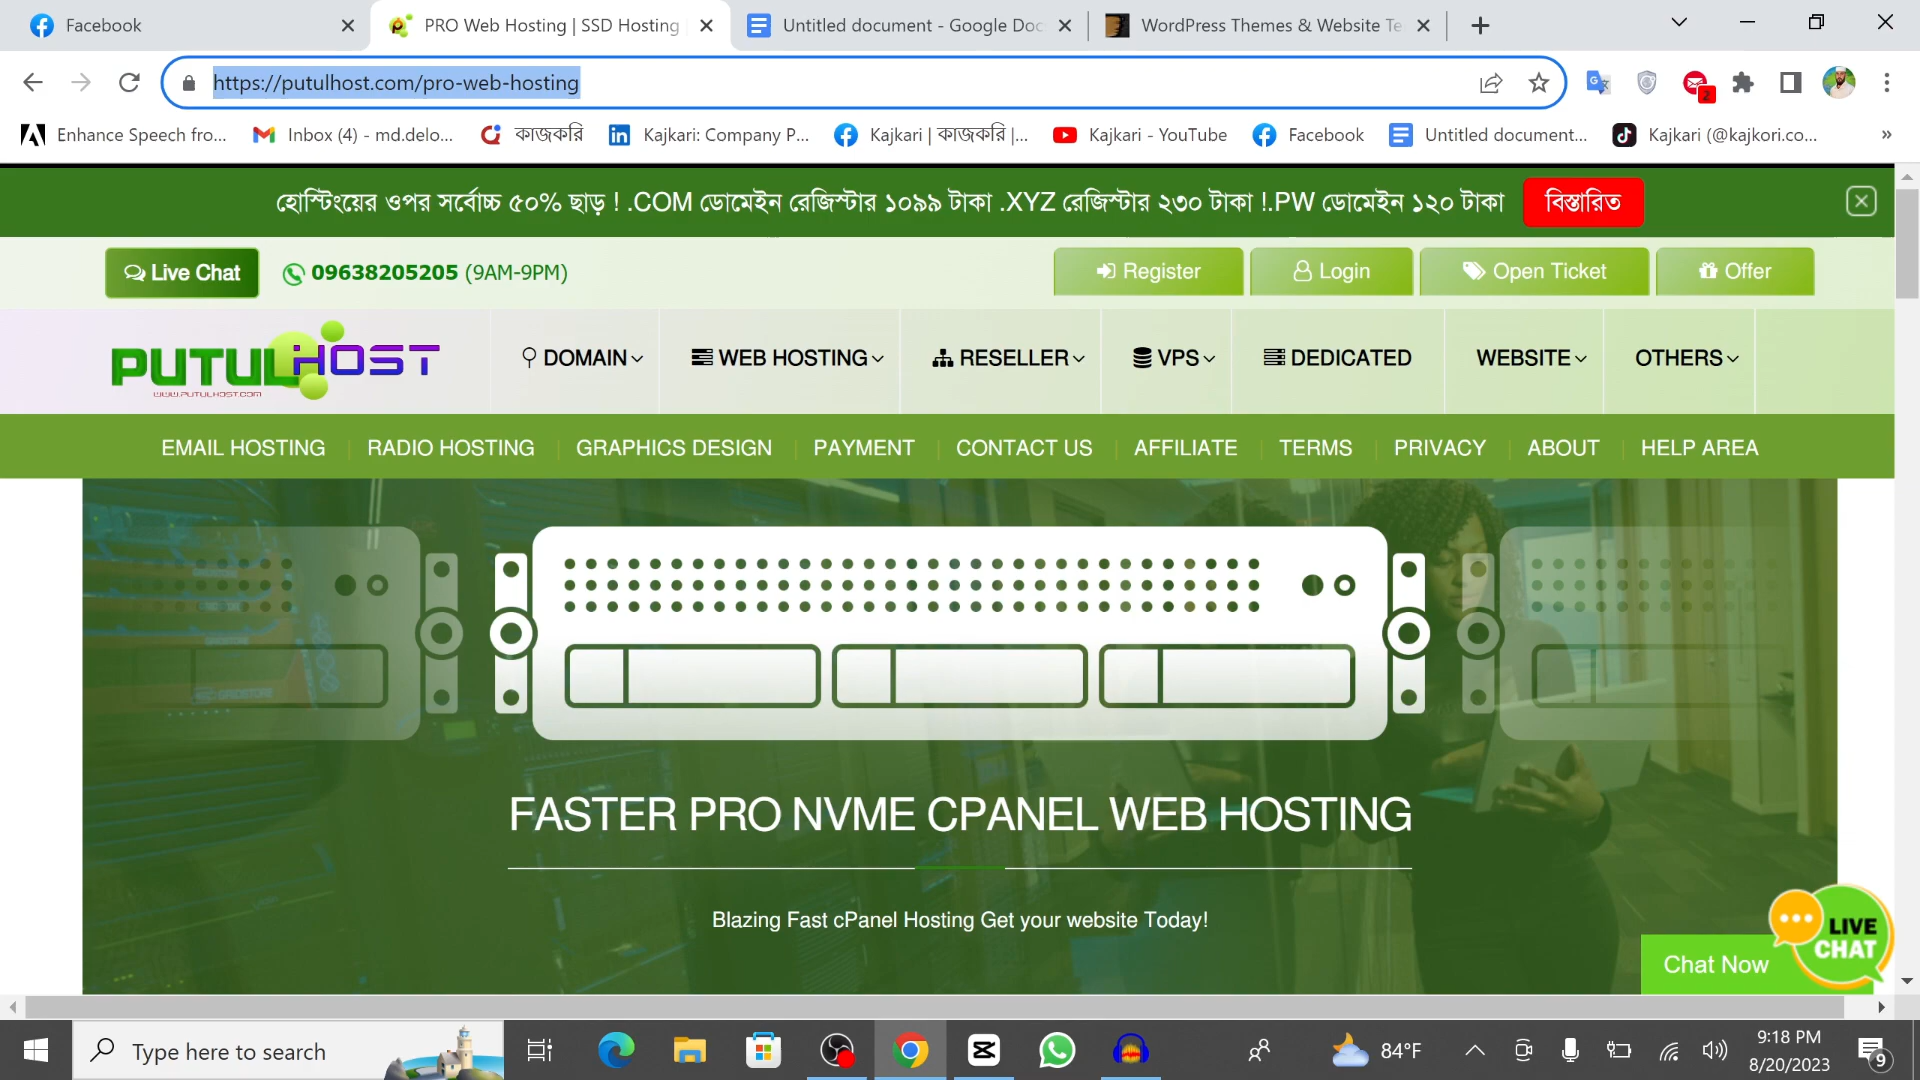 Facebook
PRO Web Hosting | SSD Hosting
Untitled document - Google Doc
WordPress Themes & Website Te
https://putulhost.com/pro-web-hosting
2
Enhance Speech fro...
Inbox (4) - md.delo...
কাজকরি
Kajkari: Company P...
Kajkari | কাজকরি |...
Kajkari - YouTube
Facebook
Untitled document...
Kajkari (@kajkori.co...
হোস্টিংয়ের ওপর সর্বোচ্চ ৫০% ছাড় ! .COM ডোমেইন রেজিস্টার ১০৯৯ টাকা .XYZ রেজিস্টার ২৩০ টাকা !.PW ডোমেইন ১২০ টাকা
বিস্তারিত
Live Chat
09638205205 (9AM-9PM)
Register
Login
Open Ticket
Offer
PUTULHOST
WWW.PUTULHOST.COM
DOMAIN
WEB HOSTING
RESELLER
VPS
DEDICATED
WEBSITE
OTHERS
EMAIL HOSTING
RADIO HOSTING
GRAPHICS DESIGN
PAYMENT
CONTACT US
AFFILIATE
TERMS
PRIVACY
ABOUT
HELP AREA
FASTER PRO NVME CPANEL WEB HOSTING
Blazing Fast cPanel Hosting Get your website Today!
LIVE
CHAT
Chat Now
Type here to search
84°F
9:18 PM
8/20/2023
9